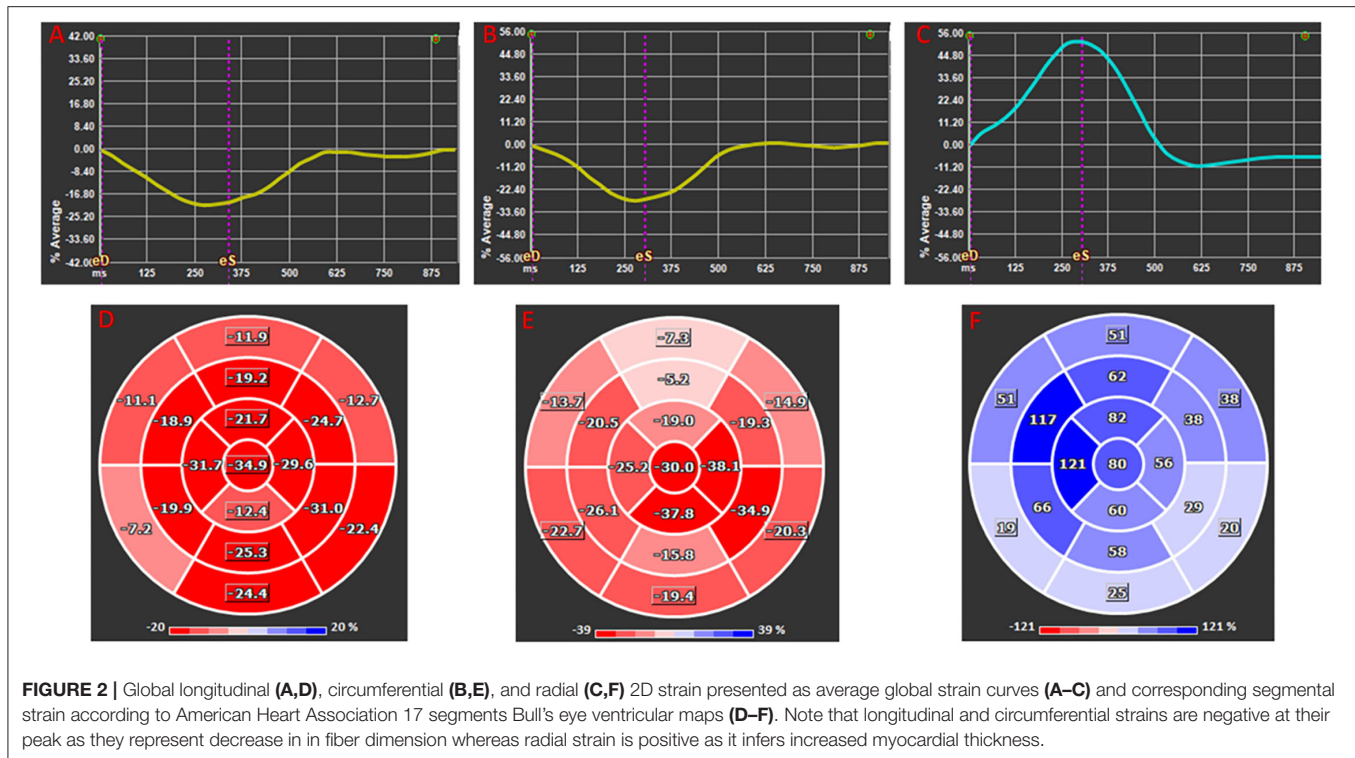 A
42.00
33.60
25.20
16.80
8.40
0.00
-8.40
-16.80
-25.20
-33.60
-42.00
% Average
eD
eS
ms 125 250 375 500 625 750 875
B
56.00
44.80
33.60
22.40
11.20
0.00
-11.20
-22.40
-33.60
-44.80
-56.00
% Average
eD
eS
ms 125 250 375 500 625 750 875
C
56.00
44.80
33.60
22.40
11.20
0.00
-11.20
-22.40
-33.60
-44.80
-56.00
% Average
eD
eS
ms 125 250 375 500 625 750 875
D
-11.9
-19.2
-11.1 -12.7
-18.9 -21.7 -24.7
-31.7 -34.9 -29.6
-19.9 -12.4 -31.0
-7.2 -22.4
-25.3
-24.4
-20 20 %
E
-7.3
-5.2
-13.7 -14.9
-20.5 -19.0 -19.3
-25.2 -30.0 -38.1
-26.1 -37.8 -34.9
-22.7 -20.3
-15.8
-19.4
-39 39 %
F
51
62
51 38
117 82 38
121 80 56
66 60 29
19 20
58
25
-121 121 %
FIGURE 2 | Global longitudinal (A,D), circumferential (B,E), and radial (C,F) 2D strain presented as average global strain curves (A–C) and corresponding segmental
strain according to American Heart Association 17 segments Bull's eye ventricular maps (D–F). Note that longitudinal and circumferential strains are negative at their
peak as they represent decrease in in fiber dimension whereas radial strain is positive as it infers increased myocardial thickness.